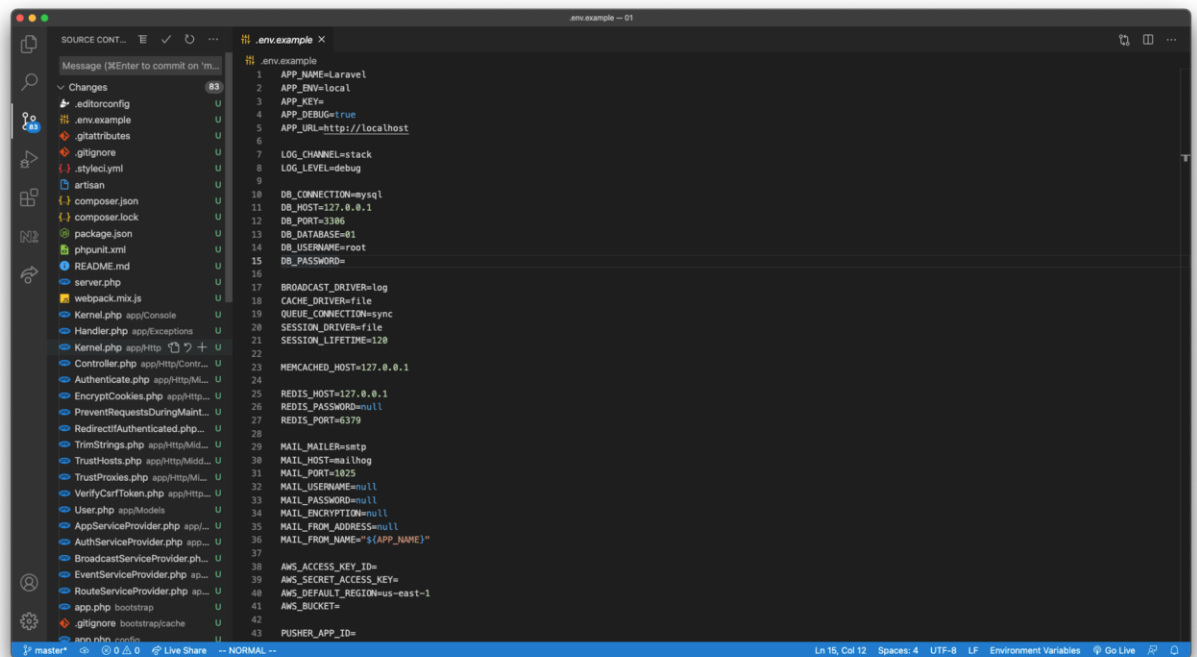 .env.example — 01
SOURCE CONT...
.env.example
Message (⌘Enter to commit on 'm...
Changes
83
.editorconfig U
.env.example U
.gitattributes U
.gitignore U
.styleci.yml U
artisan U
composer.json U
composer.lock U
package.json U
phpunit.xml U
README.md U
server.php U
webpack.mix.js U
Kernel.php app/Console U
Handler.php app/Exceptions U
Kernel.php app/Http U
Controller.php app/Http/Contr... U
Authenticate.php app/Http/Mi... U
EncryptCookies.php app/Http... U
PreventRequestsDuringMaint... U
RedirectIfAuthenticated.php... U
TrimStrings.php app/Http/Mid... U
TrustHosts.php app/Http/Midd... U
TrustProxies.php app/Http/Mi... U
VerifyCsrfToken.php app/Http... U
User.php app/Models U
AppServiceProvider.php app/... U
AuthServiceProvider.php app... U
BroadcastServiceProvider.ph... U
EventServiceProvider.php ap... U
RouteServiceProvider.php ap... U
app.php bootstrap U
.gitignore bootstrap/cache U
app.php config U
83
.env.example
1 APP_NAME=Laravel
2 APP_ENV=local
3 APP_KEY=
4 APP_DEBUG=true
5 APP_URL=http://localhost
6
7 LOG_CHANNEL=stack
8 LOG_LEVEL=debug
9
10 DB_CONNECTION=mysql
11 DB_HOST=127.0.0.1
12 DB_PORT=3306
13 DB_DATABASE=01
14 DB_USERNAME=root
15 DB_PASSWORD=
16
17 BROADCAST_DRIVER=log
18 CACHE_DRIVER=file
19 QUEUE_CONNECTION=sync
20 SESSION_DRIVER=file
21 SESSION_LIFETIME=120
22
23 MEMCACHED_HOST=127.0.0.1
24
25 REDIS_HOST=127.0.0.1
26 REDIS_PASSWORD=null
27 REDIS_PORT=6379
28
29 MAIL_MAILER=smtp
30 MAIL_HOST=mailhog
31 MAIL_PORT=1025
32 MAIL_USERNAME=null
33 MAIL_PASSWORD=null
34 MAIL_ENCRYPTION=null
35 MAIL_FROM_ADDRESS=null
36 MAIL_FROM_NAME="${APP_NAME}"
37
38 AWS_ACCESS_KEY_ID=
39 AWS_SECRET_ACCESS_KEY=
40 AWS_DEFAULT_REGION=us-east-1
41 AWS_BUCKET=
42
43 PUSHER_APP_ID=
master* 0 0 Live Share -- NORMAL -- Ln 15, Col 12 Spaces: 4 UTF-8 LF Environment Variables Go Live